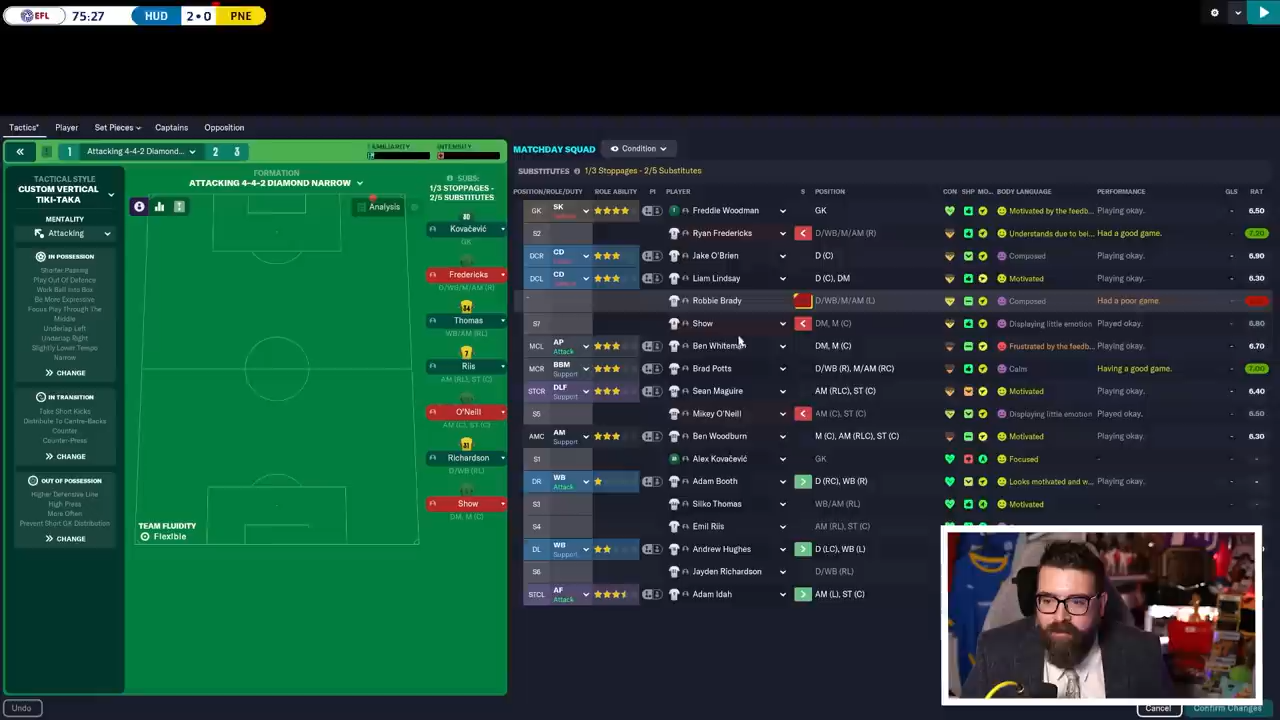 EFL 75:27 HUD 2 0 PNE
Tactics* Player Set Pieces Captains Opposition
1 Attacking 4-4-2 Diamond... 2 3
FAMILIARITY INTENSITY
TACTICAL STYLE
CUSTOM VERTICAL
TIKI-TAKA
MENTALITY
Attacking
IN POSSESSION
Shorter Passing
Play Out Of Defence
Work Ball Into Box
Be More Expressive
Focus Play Through The
Middle
Underlap Left
Underlap Right
Slightly Lower Tempo
Narrow
CHANGE
IN TRANSITION
Take Short Kicks
Distribute To Centre-Backs
Counter
Counter-Press
CHANGE
OUT OF POSSESSION
Higher Defensive Line
High Press
More Often
Prevent Short GK Distribution
CHANGE
FORMATION
ATTACKING 4-4-2 DIAMOND NARROW
Analysis
TEAM FLUIDITY
Flexible
SUBS:
1/3 STOPPAGES -
2/5 SUBSTITUTES
Kovačević
GK
Fredericks
D/WB/M/AM (R)
Thomas
WB/AM (RL)
7
Riis
AM (RL), ST (C)
O'Neill
AM (C), ST (C)
Richardson
D/WB (RL)
Show
DM, M (C)
MATCHDAY SQUAD Condition
SUBSTITUTES 1/3 Stoppages - 2/5 Substitutes
POSITION/ROLE/DUTY ROLE ABILITY PI PLAYER S POSITION CON SHP MO... BODY LANGUAGE PERFORMANCE GLS RAT
GK SK Freddie Woodman GK Motivated by the feedb... Playing okay. - 6.50
S2 Ryan Fredericks D/WB/M/AM (R) Understands due to bei... Had a good game. - 7.20
DCR CD Jake O'Brien D (C) Composed Playing okay. - 6.90
DCL CD Liam Lindsay D (C), DM Motivated Playing okay. - 6.30
- Robbie Brady D/WB/M/AM (L) Composed Had a poor game. -
S7 Show DM, M (C) Displaying little emotion Played okay. - 6.80
MCL AP Attack Ben Whiteman DM, M (C) Frustrated by the feedb... Playing okay. - 6.70
MCR BBM Support Brad Potts D/WB (R), M/AM (RC) Calm Having a good game. - 7.00
STCR DLF Support Sean Maguire AM (RLC), ST (C) Motivated Playing okay. - 6.40
S5 Mikey O'Neill AM (C), ST (C) Displaying little emotion Played okay. - 6.50
AMC AM Support Ben Woodburn M (C), AM (RLC), ST (C) Motivated Playing okay. - 6.30
S1 Alex Kovačević GK Focused - - -
DR WB Attack Adam Booth D (RC), WB (R) Looks motivated and w... Playing okay. - -
S3 Silko Thomas WB/AM (RL) Motivated - - -
S4 Emil Riis AM (RL), ST (C)
DL WB Support Andrew Hughes D (LC), WB (L)
S6 Jayden Richardson D/WB (RL)
STCL AF Attack Adam Idah AM (L), ST (C)
Undo Cancel Confirm Changes